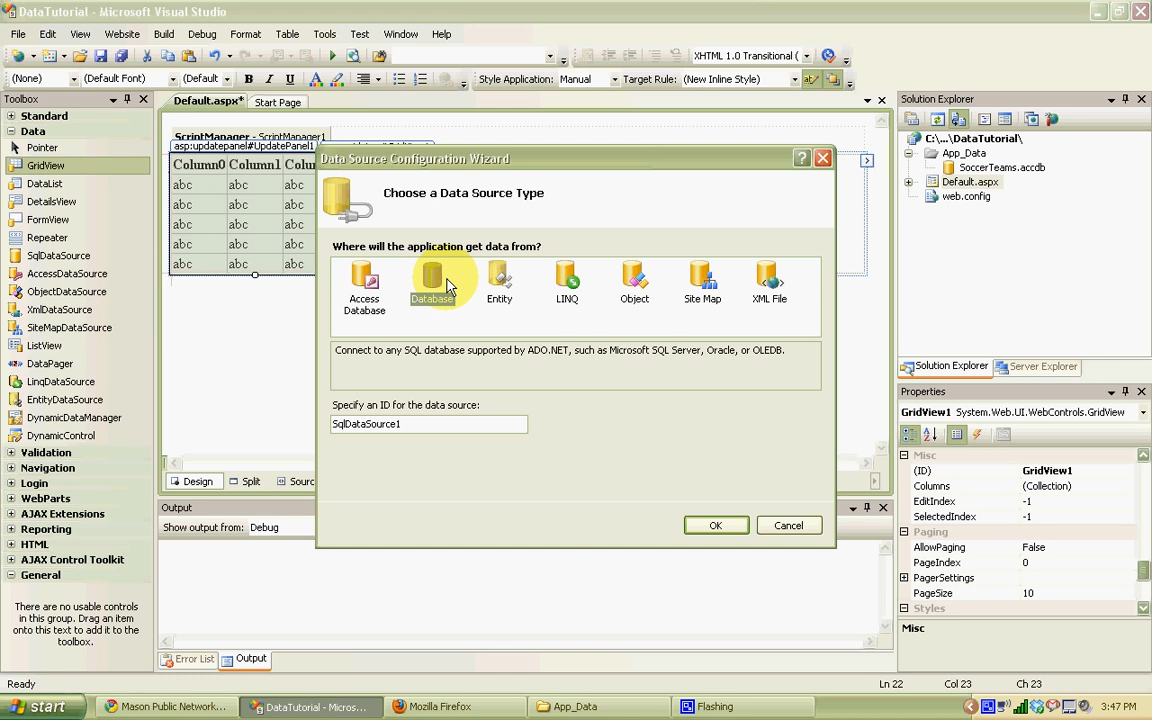 DataTutorial - Microsoft Visual Studio
File Edit View Website Build Debug Format Table Tools Test Window Help
XHTML 1.0 Transitional (
(None) (Default Font) (Default B I U A Style Application: Manual Target Rule: (New Inline Style)
Toolbox
Standard
Data
Pointer
GridView
DataList
DetailsView
FormView
Repeater
SqlDataSource
AccessDataSource
ObjectDataSource
XmlDataSource
SiteMapDataSource
ListView
DataPager
LinqDataSource
EntityDataSource
DynamicDataManager
DynamicControl
Validation
Navigation
Login
WebParts
AJAX Extensions
Reporting
HTML
AJAX Control Toolkit
General
There are no usable controls
in this group. Drag an item
onto this text to add it to the
toolbox.
Default.aspx* Start Page
ScriptManager - ScriptManager1
asp:updatepanel#UpdatePanel1
Column0 Column1 Colu
abc abc abc
abc abc abc
abc abc abc
abc abc abc
abc abc abc
Design Split Sourc
Data Source Configuration Wizard
Choose a Data Source Type
Where will the application get data from?
Access Database
Database
Entity
LINQ
Object
Site Map
XML File
Connect to any SQL database supported by ADO.NET, such as Microsoft SQL Server, Oracle, or OLEDB.
Specify an ID for the data source:
SqlDataSource1
OK Cancel
Output
Show output from: Debug
Error List Output
Solution Explorer
C:\...\DataTutorial\
App_Data
SoccerTeams.accdb
Default.aspx
web.config
Solution Explorer Server Explorer
Properties
GridView1 System.Web.UI.WebControls.GridView
Misc
(ID) GridView1
Columns (Collection)
EditIndex -1
SelectedIndex -1
Paging
AllowPaging False
PageIndex 0
PagerSettings
PageSize 10
Styles
Misc
Ready Ln 22 Col 23 Ch 23
start Mason Public Network... DataTutorial - Micros... Mozilla Firefox App_Data Flashing 3:47 PM